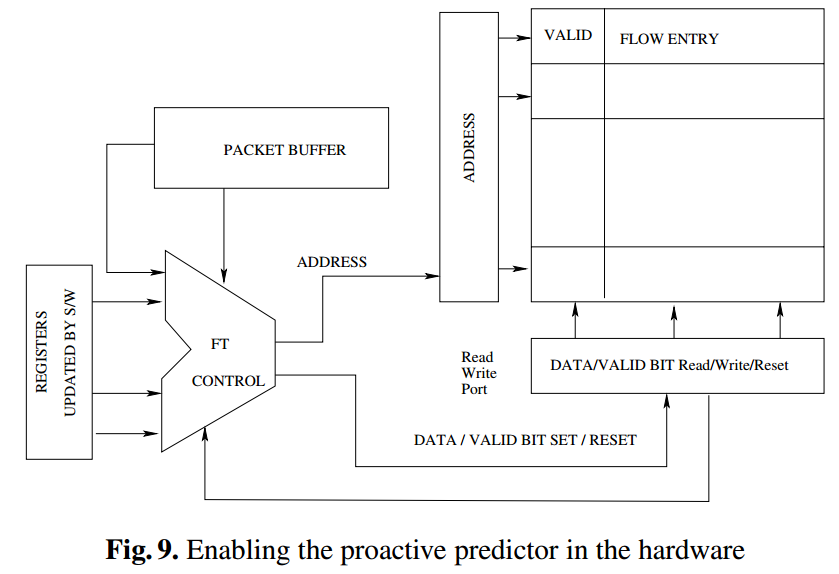 VALID
FLOW ENTRY
ADDRESS
PACKET BUFFER
ADDRESS
REGISTERS
UPDATED BY S/W
FT
CONTROL
Read
Write
Port
DATA/VALID BIT Read/Write/Reset
DATA / VALID BIT SET / RESET
Fig. 9. Enabling the proactive predictor in the hardware